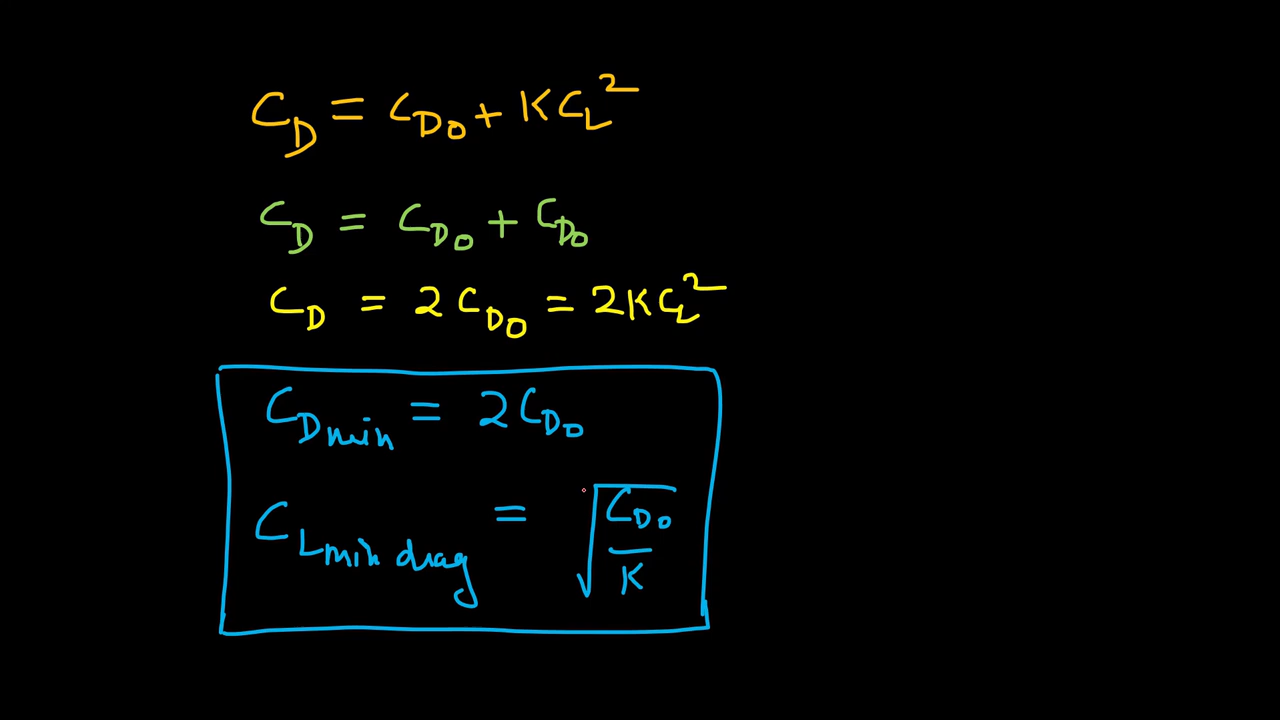 C_D = C_D0 + KC_L^2
C_D = C_D0 + C_D0
C_D = 2C_D0 = 2KC_L^2
C_Dmin = 2C_D0
C_Lmin drag = √(C_D0/K)